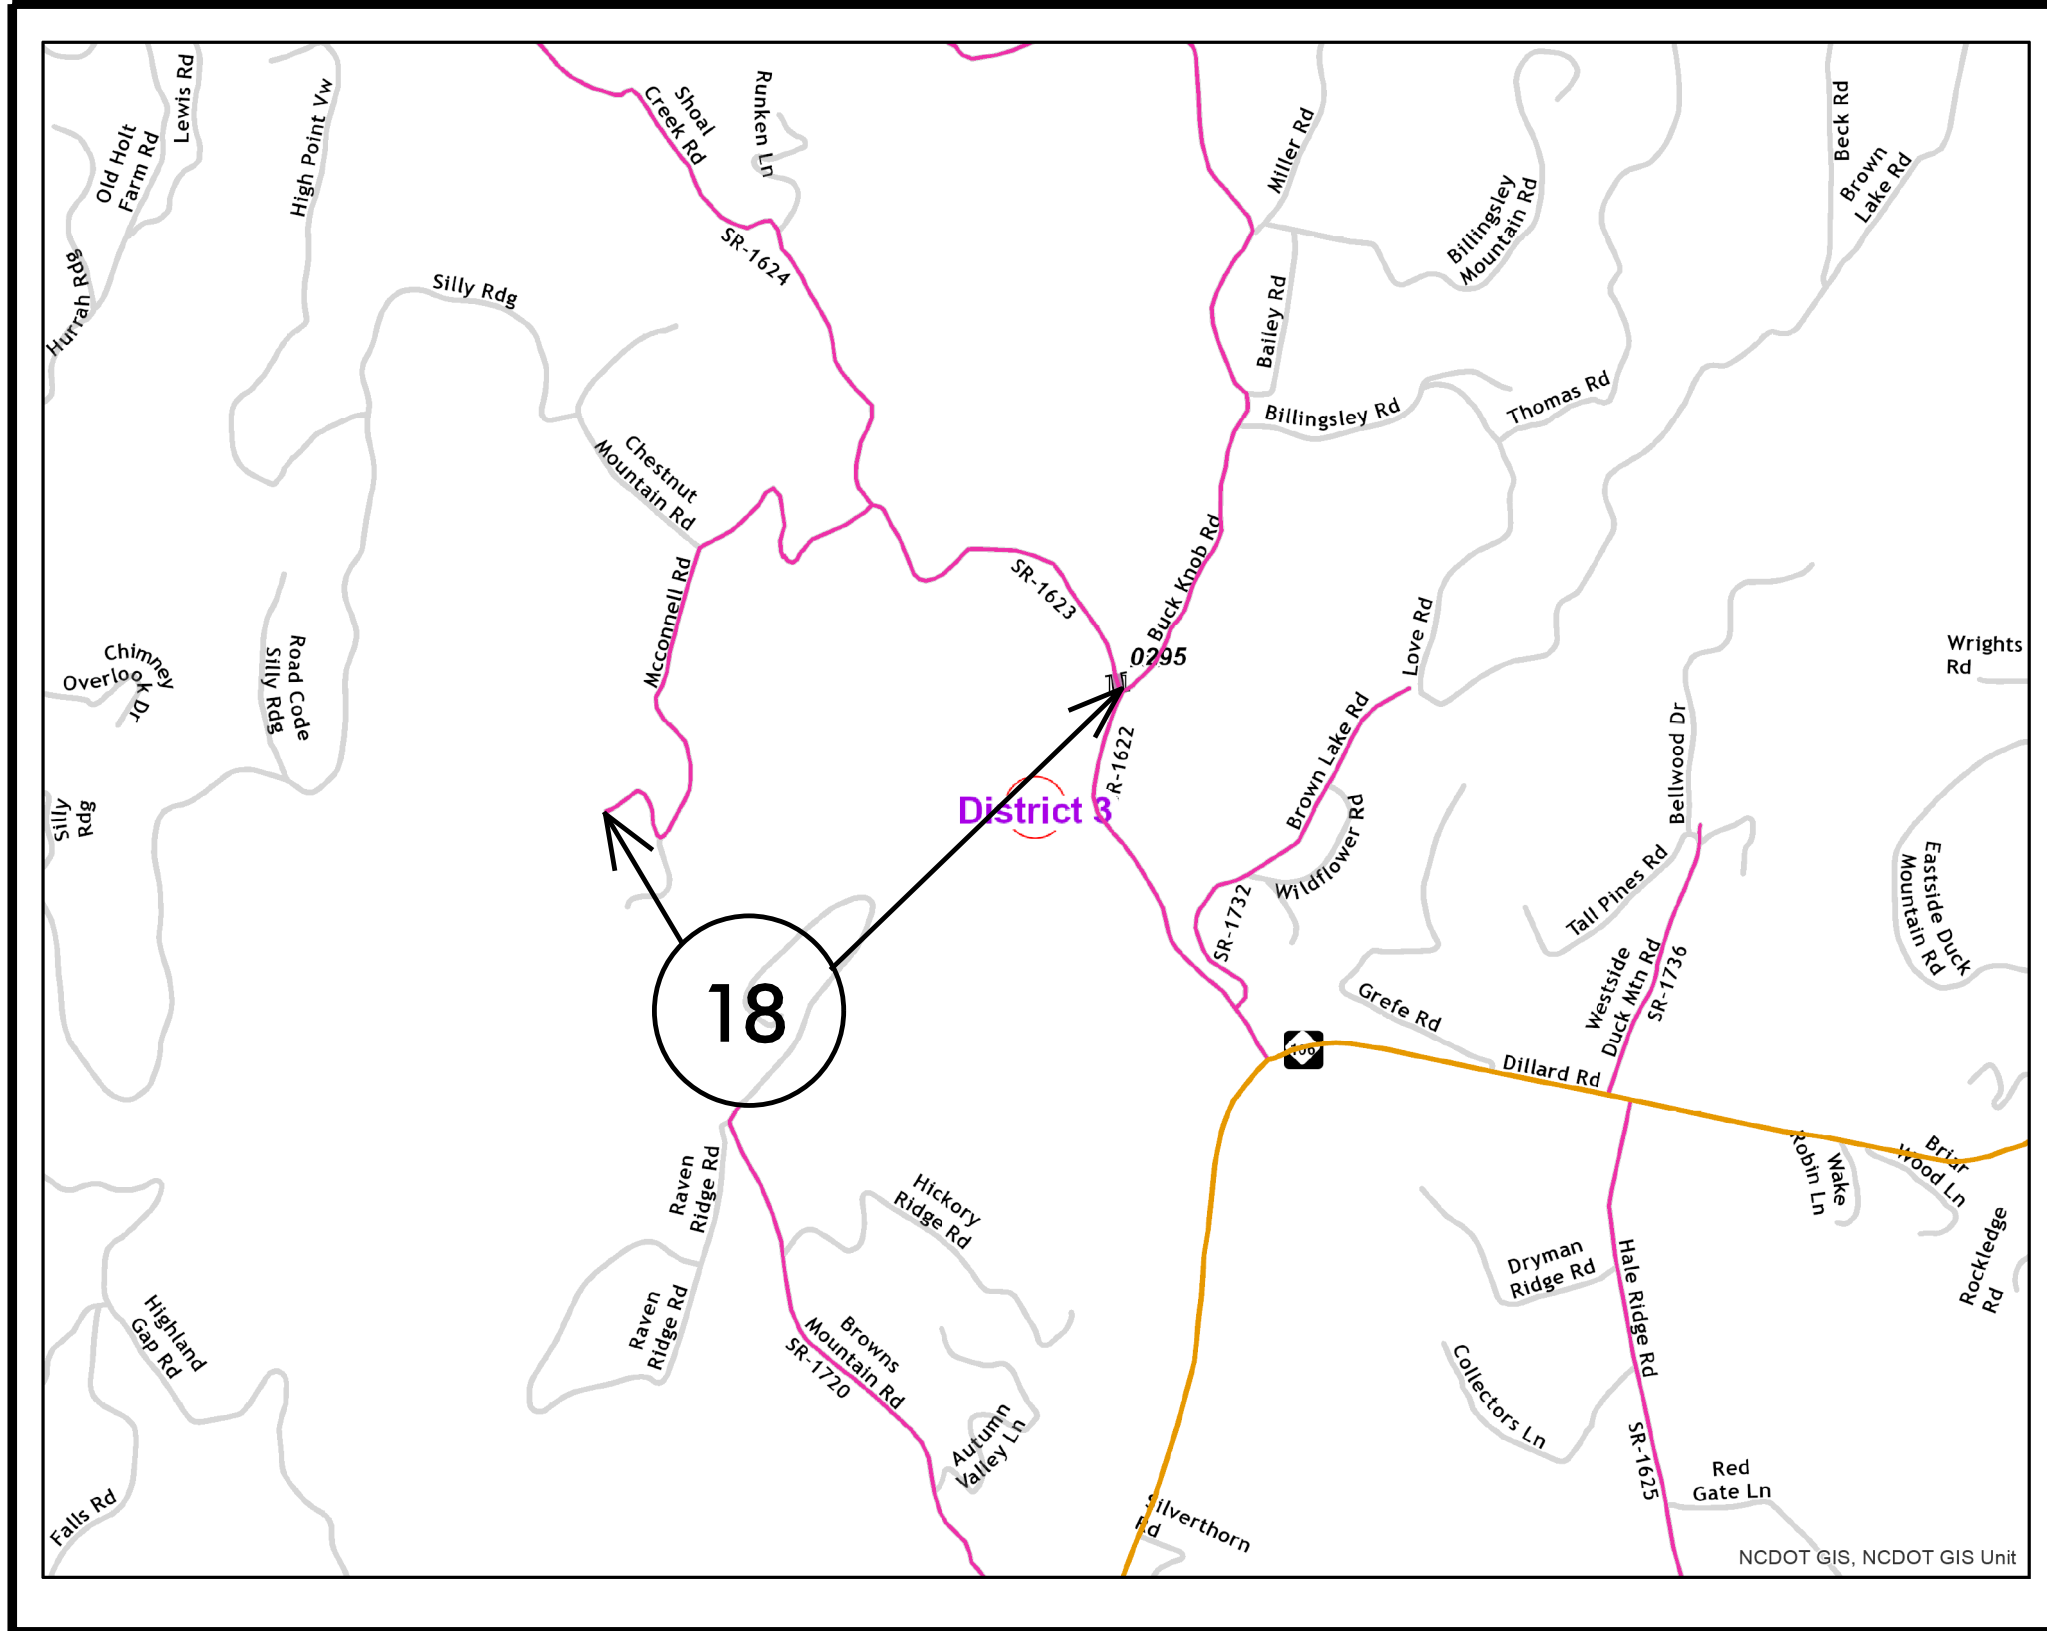 Old Holt
Farm Rd
Lewis Rd
High Point Vw
Shoal
Creek Rd
Runken Ln
Miller Rd
Billingsley
Mountain Rd
Beck Rd
Brown
Lake Rd
SR-1624
Hurrah Rdg
Silly Rdg
Bailey Rd
Billingsley Rd
Thomas Rd
Chestnut
Mountain Rd
Mcconnell Rd
SR-1623
Buck Knob Rd
0295
Love Rd
Chimney
Overlook Dr
Road Code
Silly Rdg
Wrights
Rd
R-1622
District 3
Brown Lake Rd
Bellwood Dr
Silly
Rdg
Wildflower Rd
Tall Pines Rd
Eastside Duck
Mountain Rd
SR-1732
Westside
Duck Mtn Rd
SR-1736
18
Grefe Rd
106
Dillard Rd
Raven
Ridge Rd
Hickory
Ridge Rd
Wake
Robin Ln
Briar
Wood Ln
Dryman
Ridge Rd
Hale Ridge Rd
Rockledge
Rd
Highland
Gap Rd
Raven
Ridge Rd
Browns
Mountain Rd
SR-1720
Collectors Ln
Autumn
Valley Ln
SR-1625
Red
Gate Ln
Falls Rd
Silverthorn
Rd
NCDOT GIS, NCDOT GIS Unit